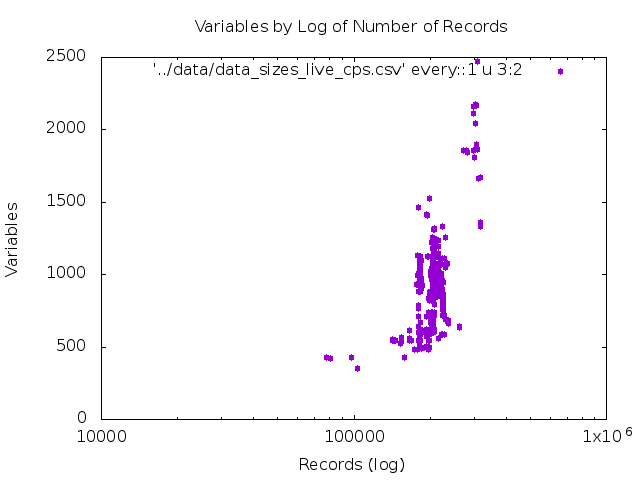 Variables by Log of Number of Records
'../data/data_sizes_live_cps.csv' every::1 u 3:2
2500
2000
1500
1000
500
0
Variables
10000
100000
1x10^6
Records (log)